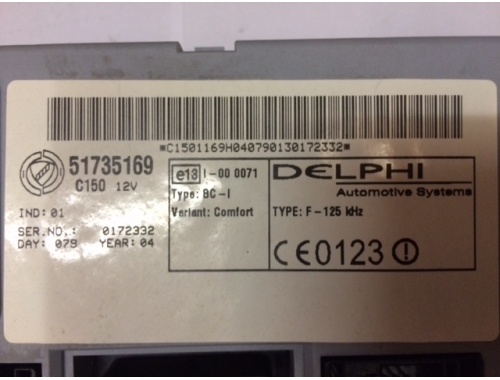 *C1501169H040790130172332*
51735169
C150 12V
IND: 01
SER.NO.: 0172332
DAY: 079 YEAR: 04
e13 I-00 0071
Type: BC-I
Variant: Comfort
DELPHI
Automotive Systems
TYPE: F-125 kHz
CE0123 !